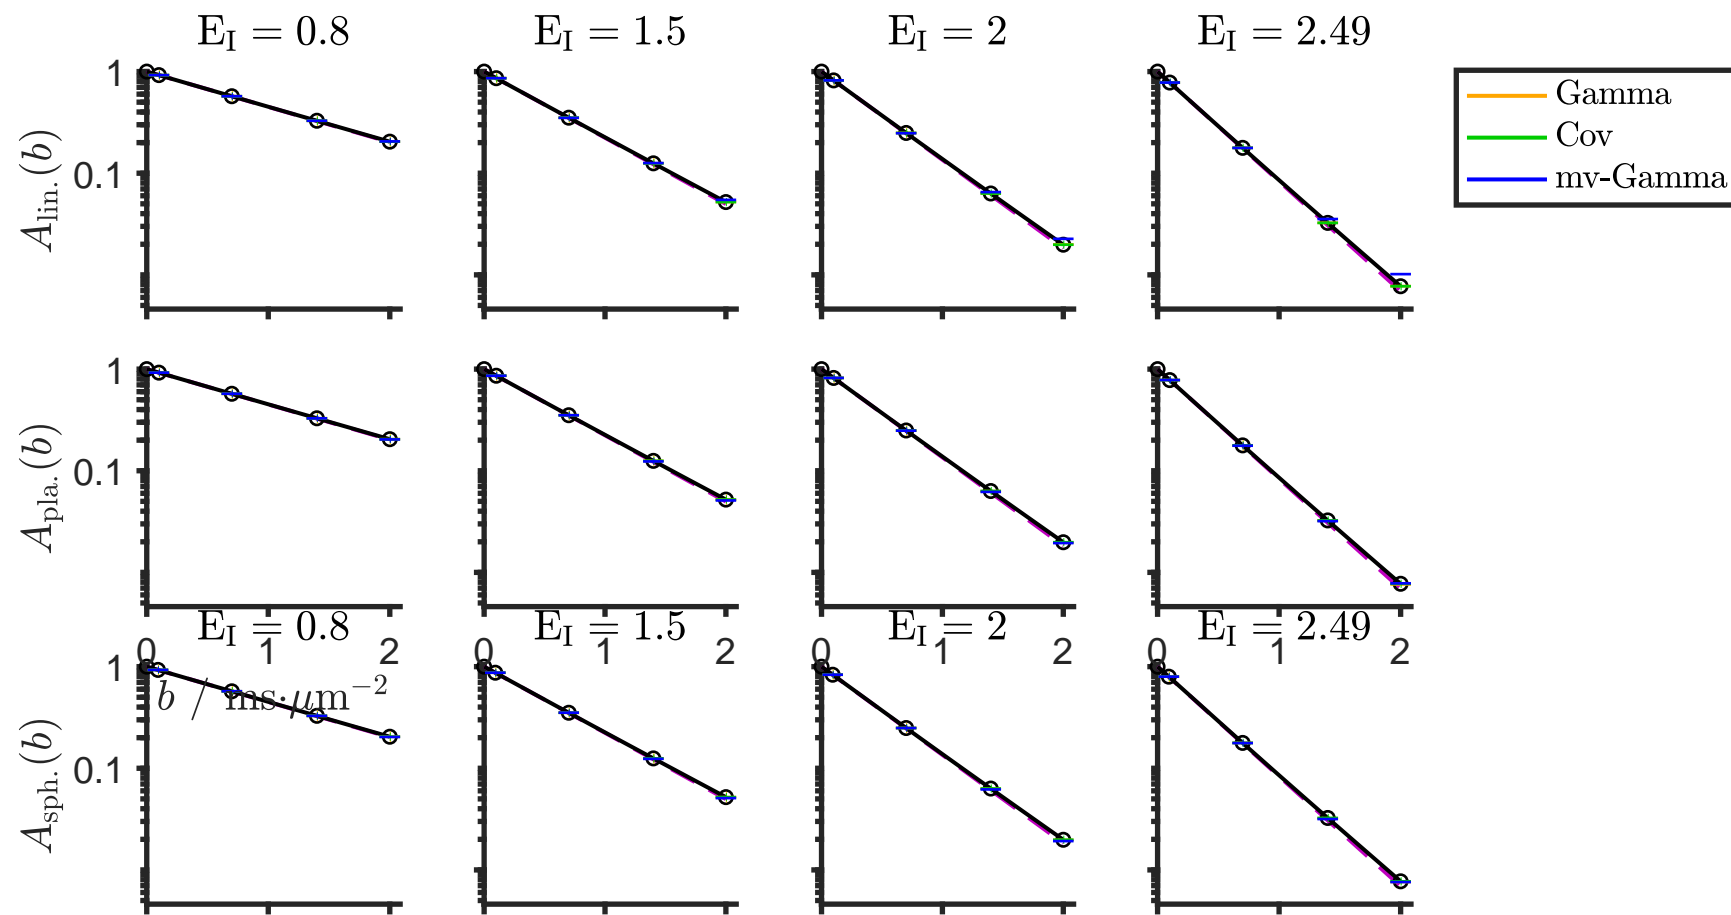 E_I = 0.8 E_I = 1.5 E_I = 2 E_I = 2.49
Gamma
Cov
mv-Gamma
1
0.1
A_lin.(b)
1
0.1
A_pla.(b)
0 1 2 0 1 2 0 1 2 0 1 2
b / ms·μm⁻²
E_I = 0.8 E_I = 1.5 E_I = 2 E_I = 2.49
1
0.1
A_sph.(b)